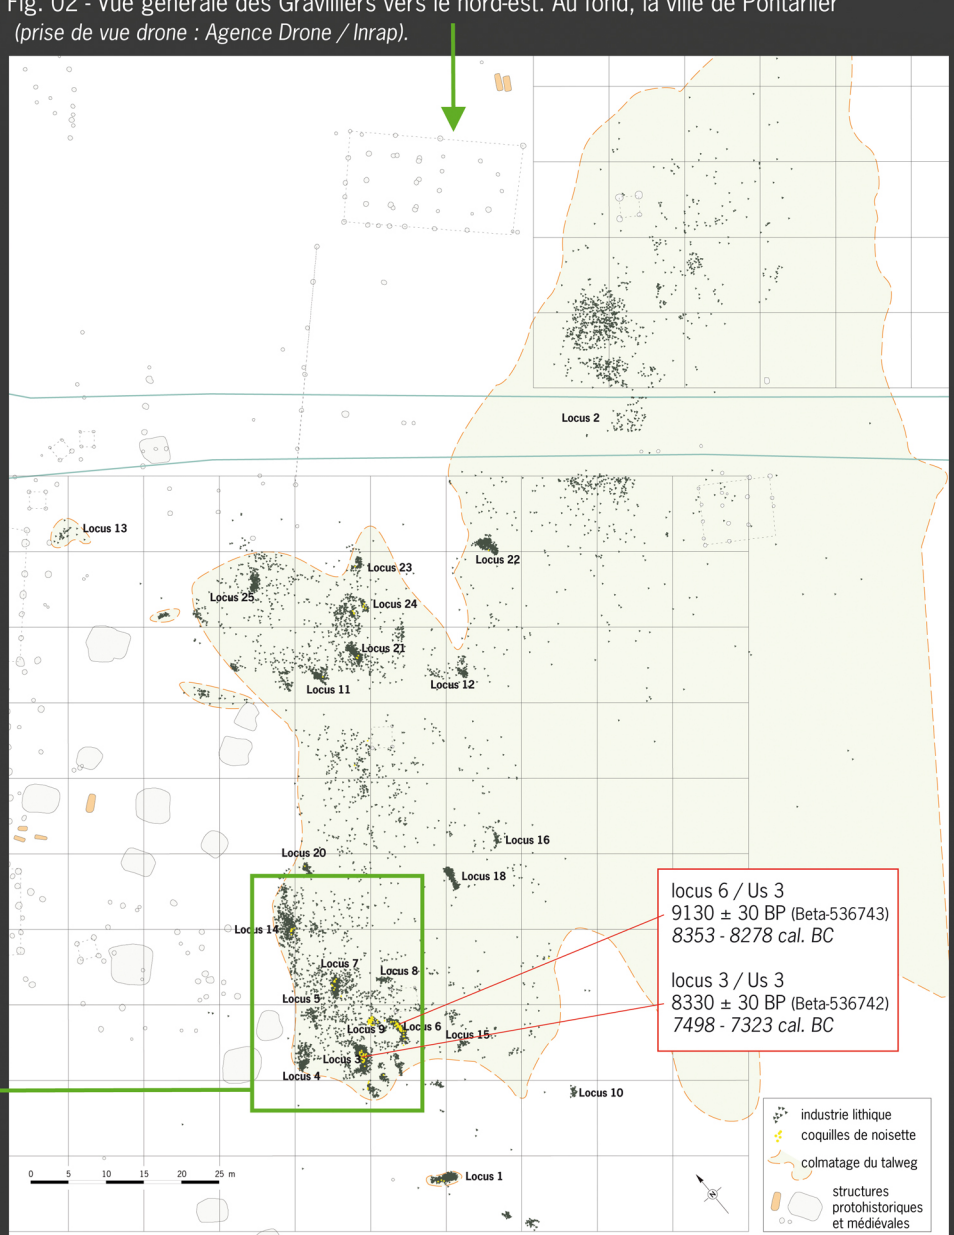 Fig. 02 - Vue générale des Gravilliers vers le nord-est. Au fond, la ville de Pontarlier
(prise de vue drone : Agence Drone / Inrap).
Locus 2
Locus 13
Locus 22
Locus 23
Locus 25
Locus 24
Locus 21
Locus 11
Locus 12
Locus 16
Locus 20
Locus 18
Locus 14
locus 6 / Us 3
9130 ± 30 BP (Beta-536743)
8353 - 8278 cal. BC
locus 3 / Us 3
8330 ± 30 BP (Beta-536742)
7498 - 7323 cal. BC
Locus 7
Locus 8
Locus 5
Locus 9
Locus 6
Locus 15
Locus 3
Locus 4
Locus 10
Locus 1
0 5 10 15 20 25 m
N
industrie lithique
coquilles de noisette
colmatage du talweg
structures
protohistoriques
et médiévales